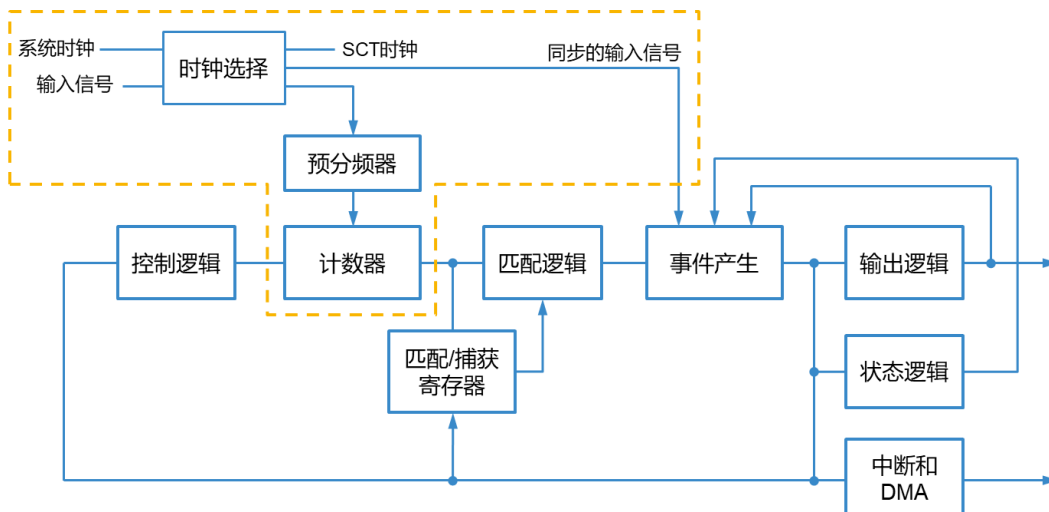 系统时钟
输入信号
时钟选择
SCT时钟
同步的输入信号
预分频器
控制逻辑
计数器
匹配逻辑
事件产生
输出逻辑
匹配/捕获
寄存器
状态逻辑
中断和
DMA